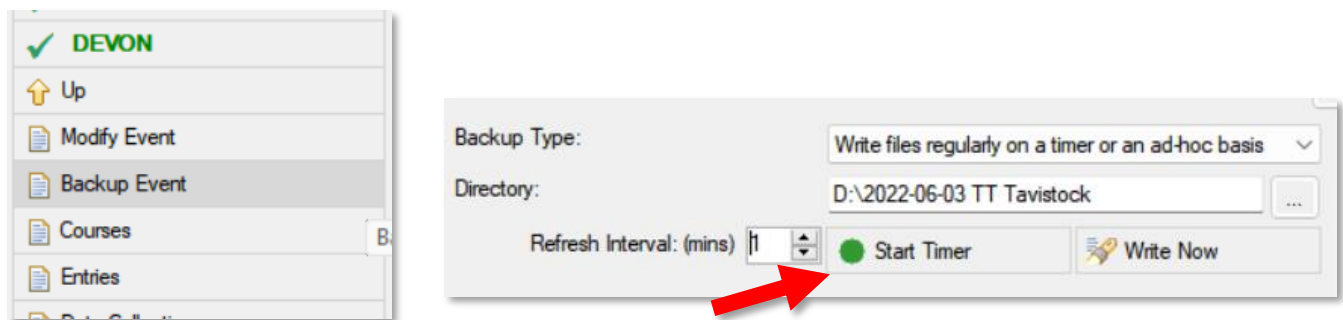 DEVON
Up
Modify Event
Backup Event
Courses
Entries
Backup Type:
Write files regularly on a timer or an ad-hoc basis
Directory:
D:\2022-06-03 TT Tavistock
...
Refresh Interval: (mins) 1
Start Timer
Write Now